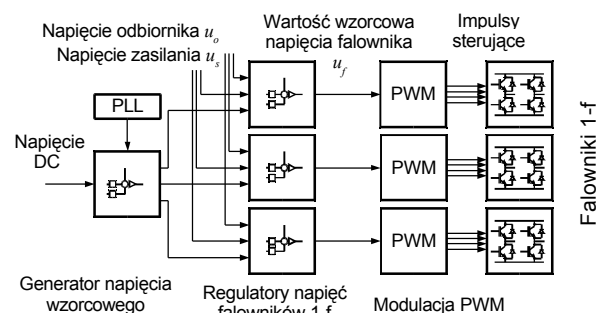 Napięcie odbiornika u_o
Napięcie zasilania u_s
Wartość wzorcowa
napięcia falownika
u_f
Impulsy
sterujące
PLL
Napięcie
DC
PWM
PWM
PWM
Falowniki 1-f
Generator napięcia
wzorcowego
Regulatory napięć
falowników 1-f
Modulacja PWM